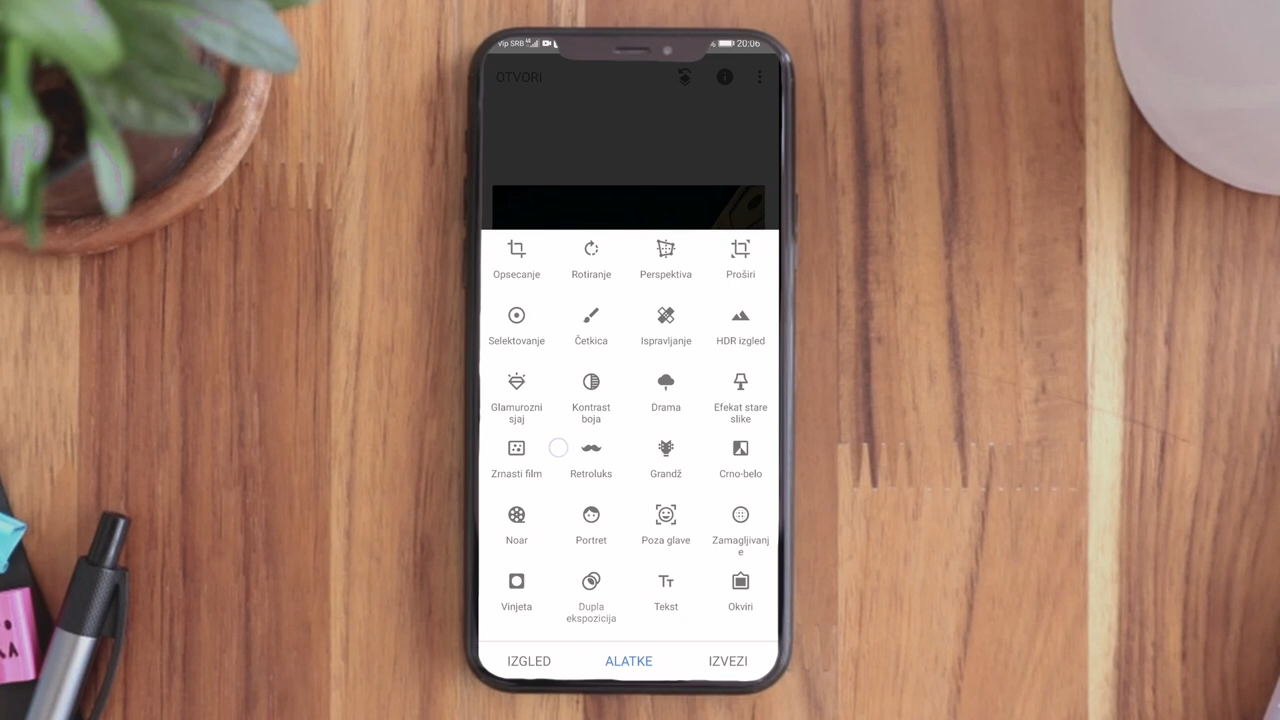 Vip SRB
20:06
OTVORI
Opsecanje Rotiranje Perspektiva Proširi
Selektovanje Četkica Ispravljanje HDR izgled
Glamurozni sjaj Kontrast boja Drama Efekat stare slike
Zrnasti film Retroluks Grandž Crno-belo
Noar Portret Poza glave Zamagljivanje
Vinjeta Dupla ekspozicija Tekst Okviri
IZGLED ALATKE IZVEZI